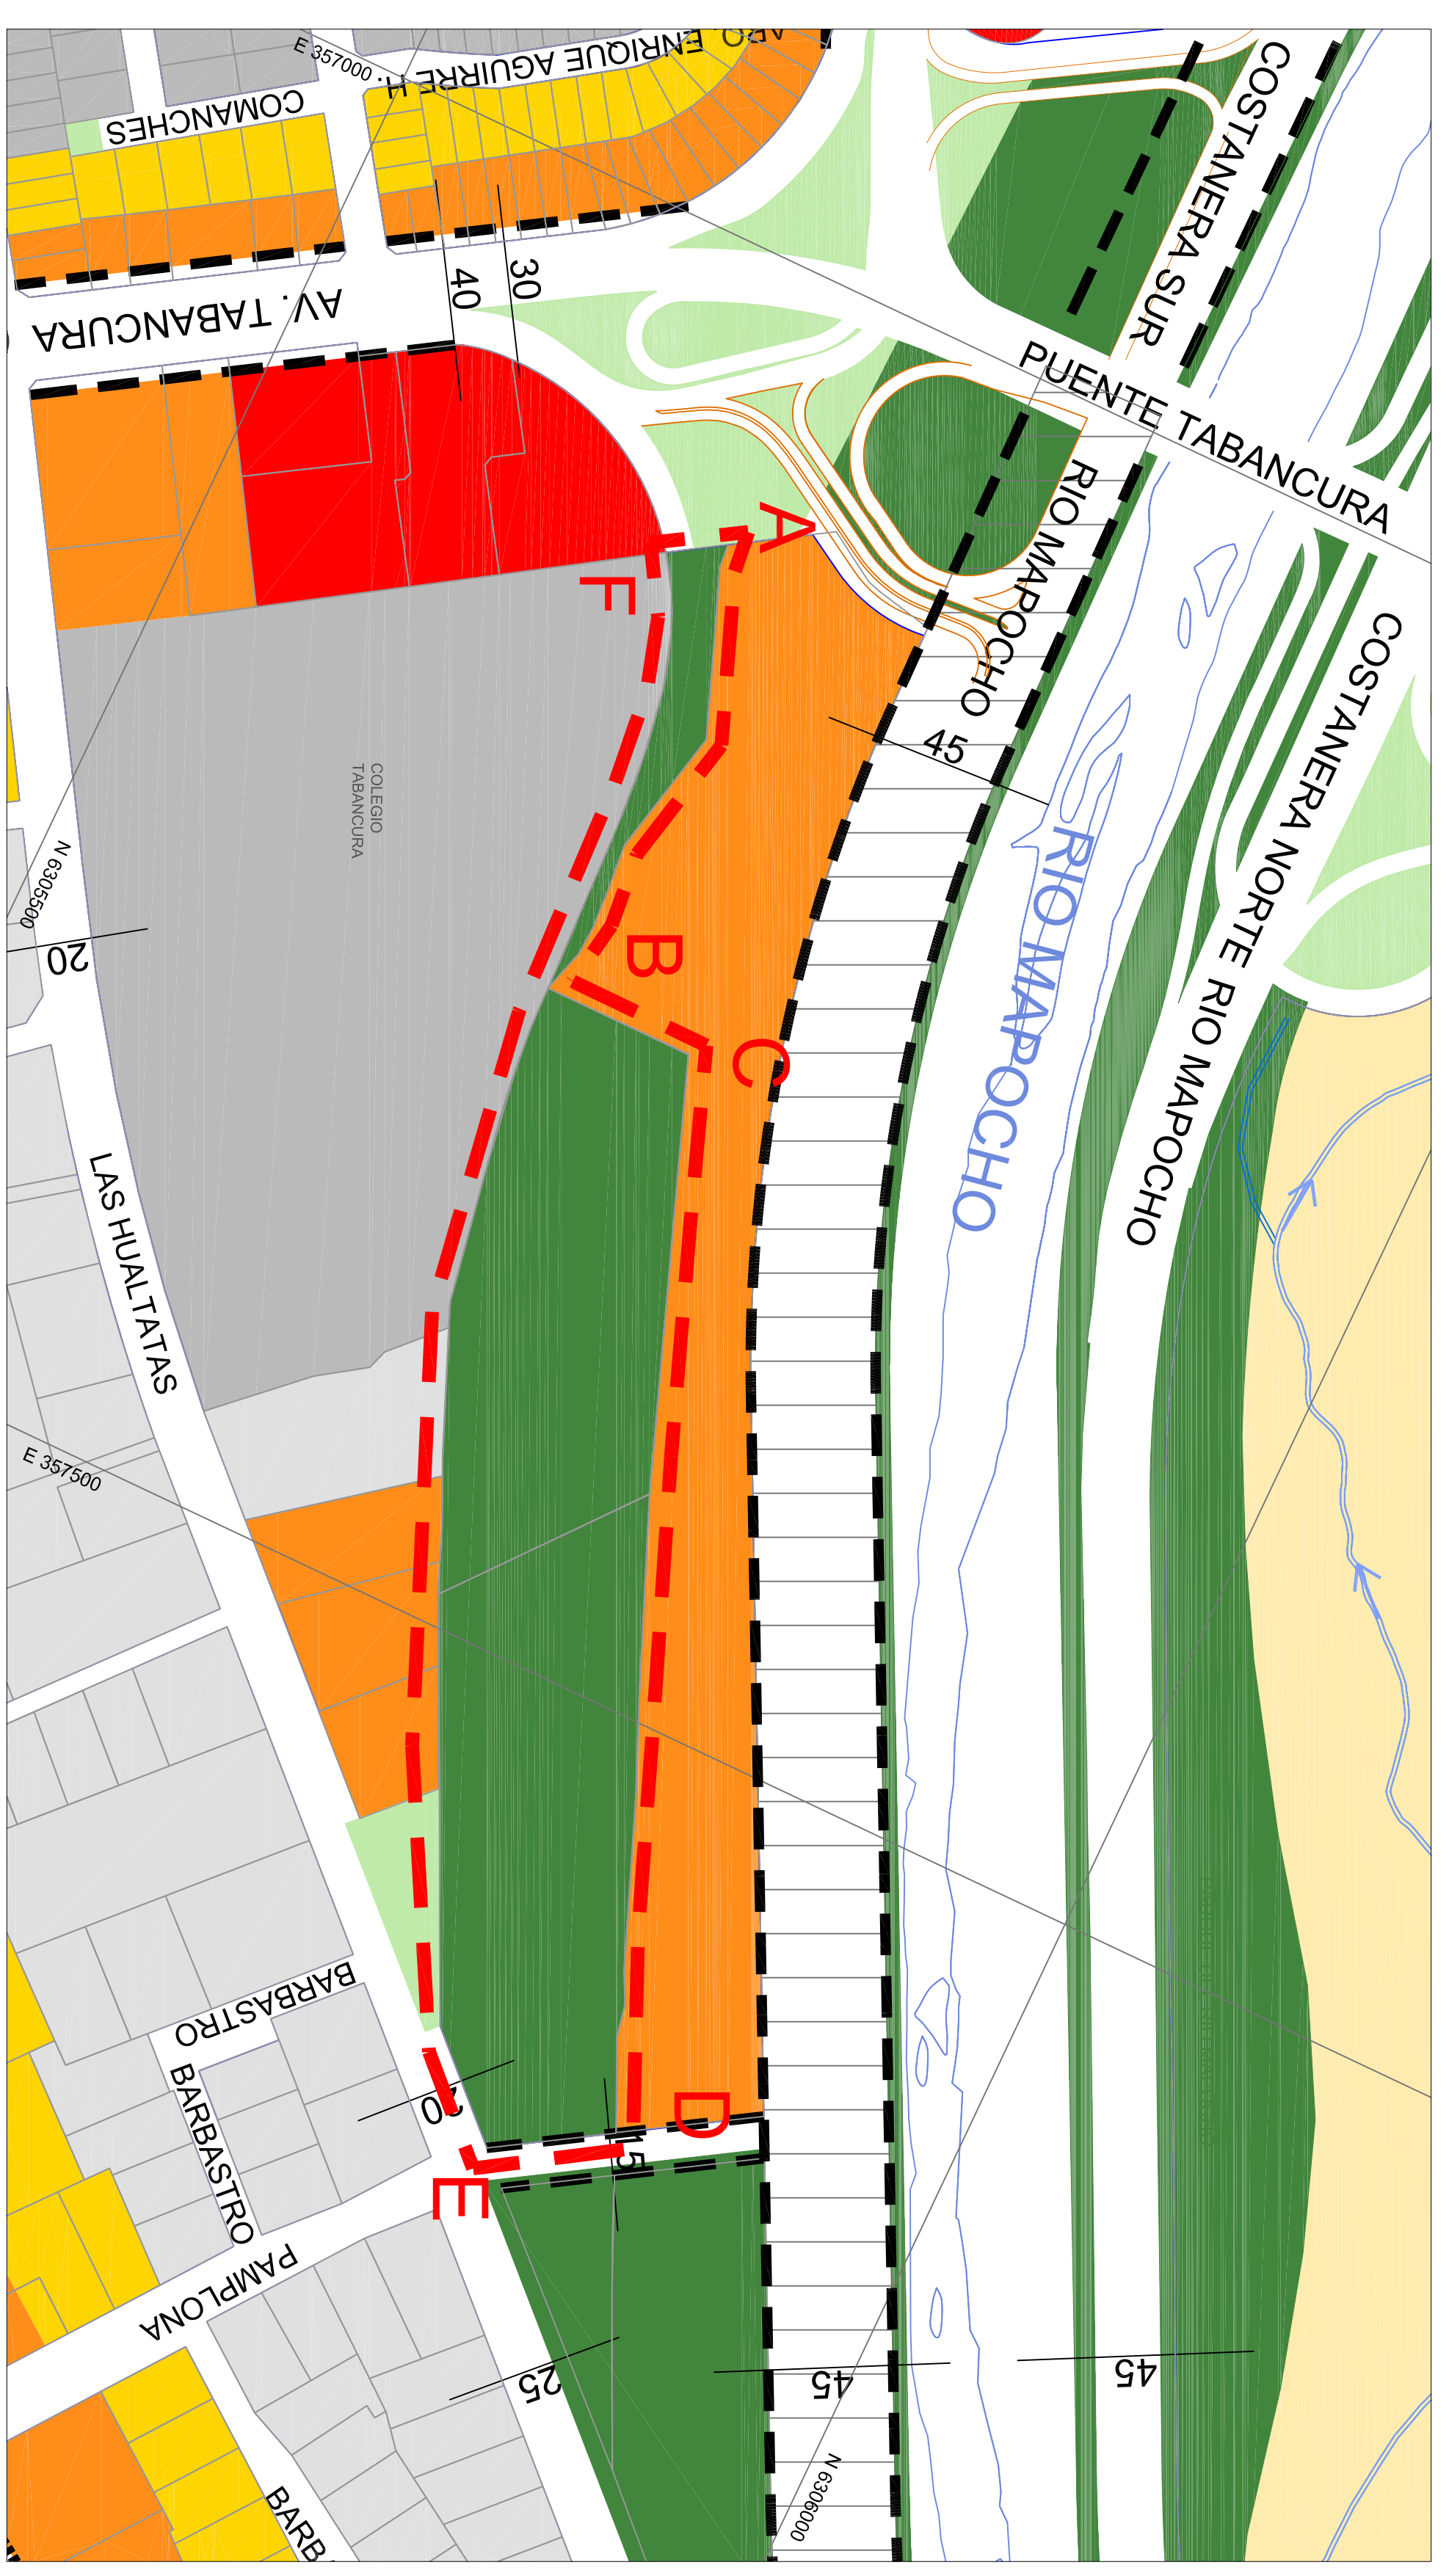 E 357000
ENRIQUE AGUIRRE H.
COMANCHES
COSTANERA SUR
40
30
AV. TABANCURA
PUENTE TABANCURA
RIO MAPOCHO
A
F
COSTANERA NORTE RIO MAPOCHO
45
COLEGIO
TABANCURA
RIO MAPOCHO
N 6305500
20
B
C
LAS HUALTATAS
E 357500
BARBASTRO
BARBASTRO
20
D
15
E
PAMPLONA
25
45
45
N 6306000
BARB